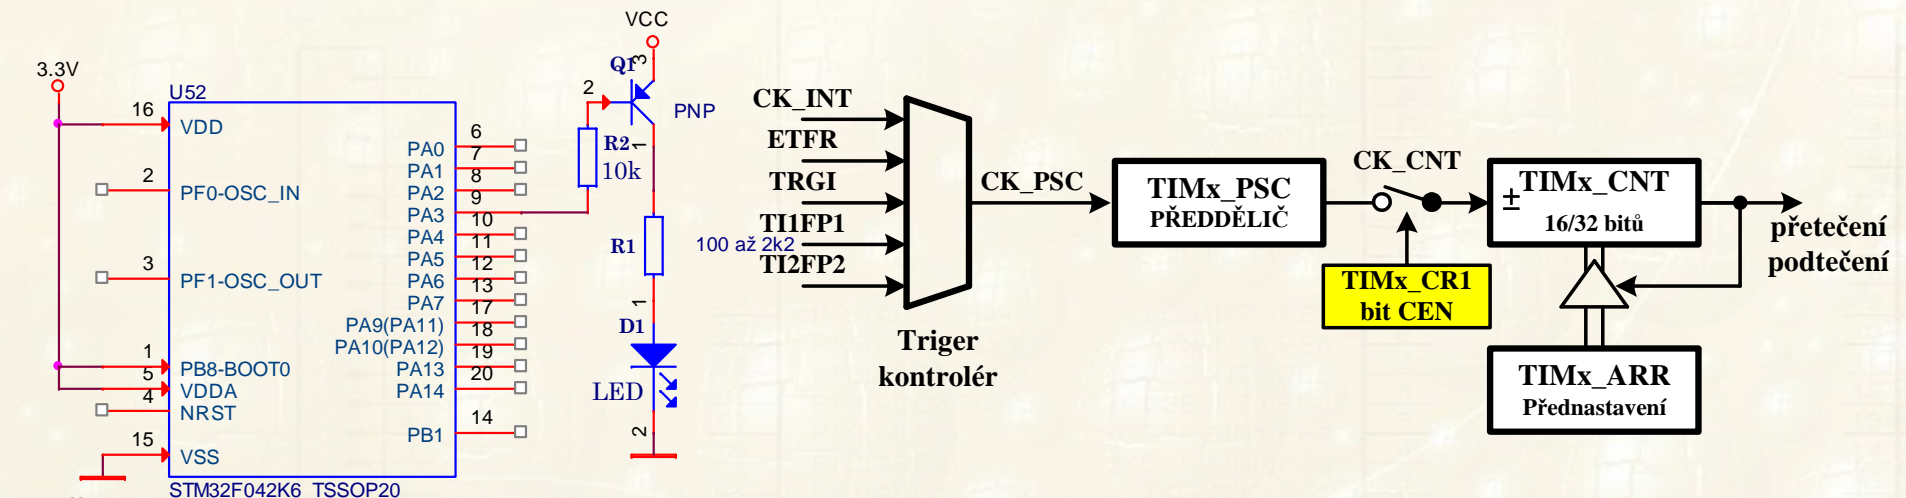 3.3V
U52
16
VDD
2
PF0-OSC_IN
3
PF1-OSC_OUT
1
PB8-BOOT0
5
VDDA
4
NRST
15
VSS
6
PA0
7
PA1
8
PA2
9
PA3
10
PA4
11
PA5
12
PA6
13
PA7
17
PA9(PA11)
18
PA10(PA12)
19
PA13
20
PA14
14
PB1
STM32F042K6_TSSOP20
VCC
3
Q1
2
PNP
1
R2
10k
R1
100 až 2k2
1
D1
LED
2
CK_INT
ETFR
TRGI
TI1FP1
TI2FP2
Triger
kontrolér
CK_PSC
TIMx_PSC
PŘEDDĚLIČ
CK_CNT
TIMx_CR1
bit CEN
±
TIMx_CNT
16/32 bitů
přetečení
podtečení
TIMx_ARR
Přednastavení